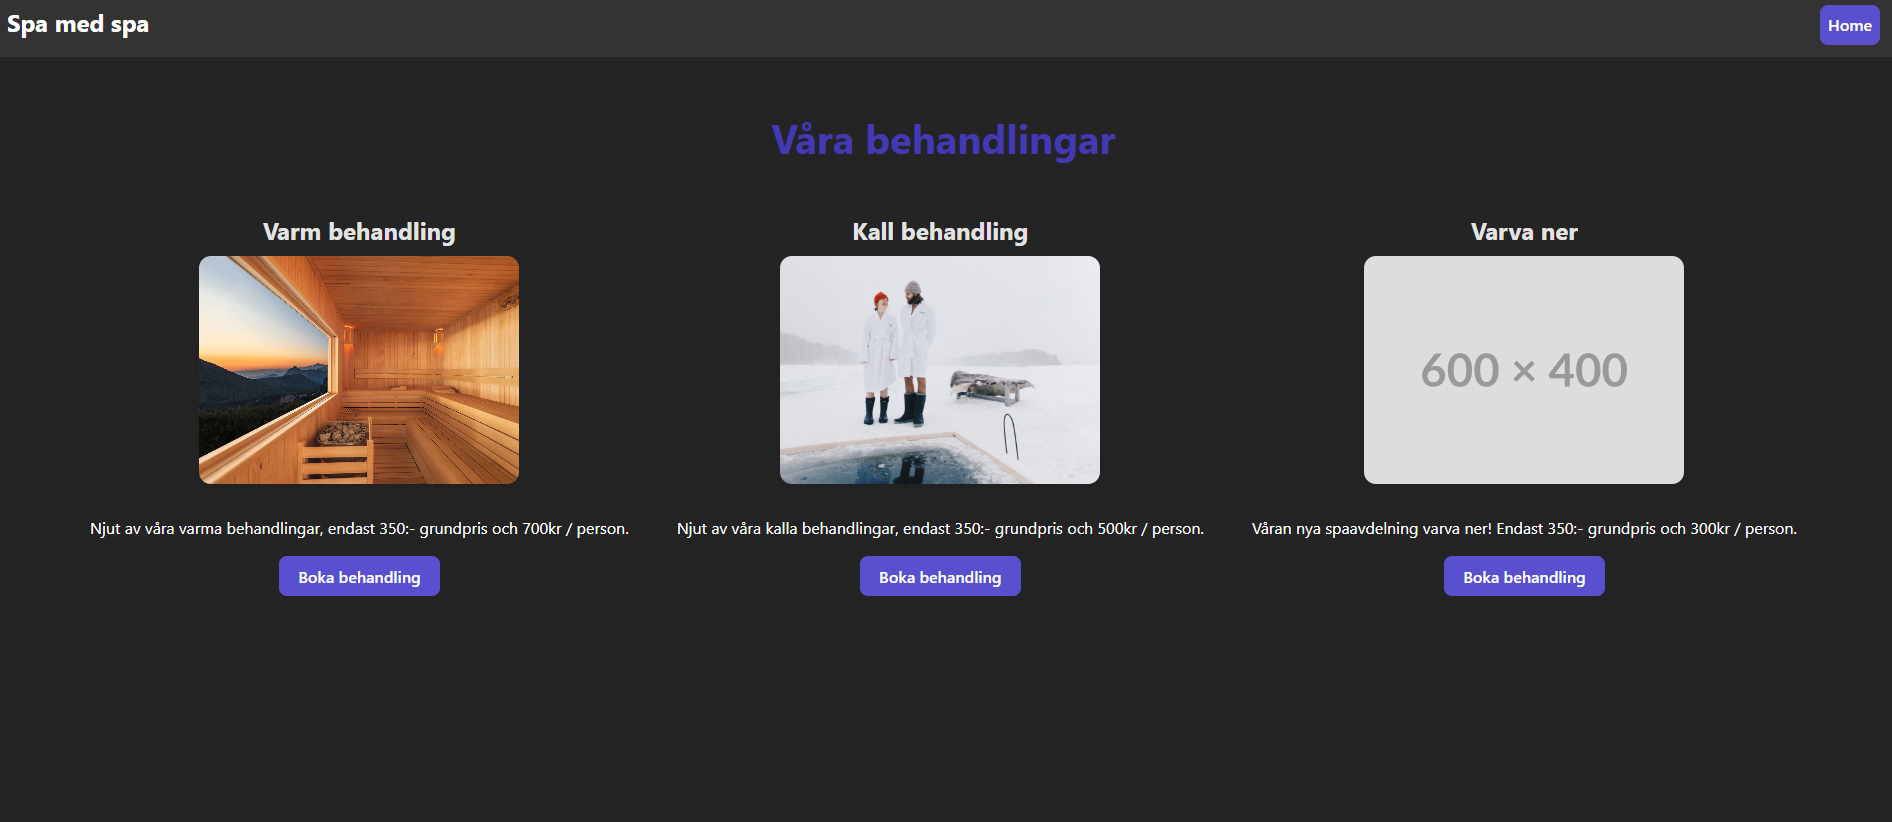 Spa med spa
Home
Våra behandlingar
Varm behandling
Kall behandling
Varva ner
600 × 400
Njut av våra varma behandlingar, endast 350:- grundpris och 700kr / person.
Njut av våra kalla behandlingar, endast 350:- grundpris och 500kr / person.
Våran nya spaavdelning varva ner! Endast 350:- grundpris och 300kr / person.
Boka behandling
Boka behandling
Boka behandling